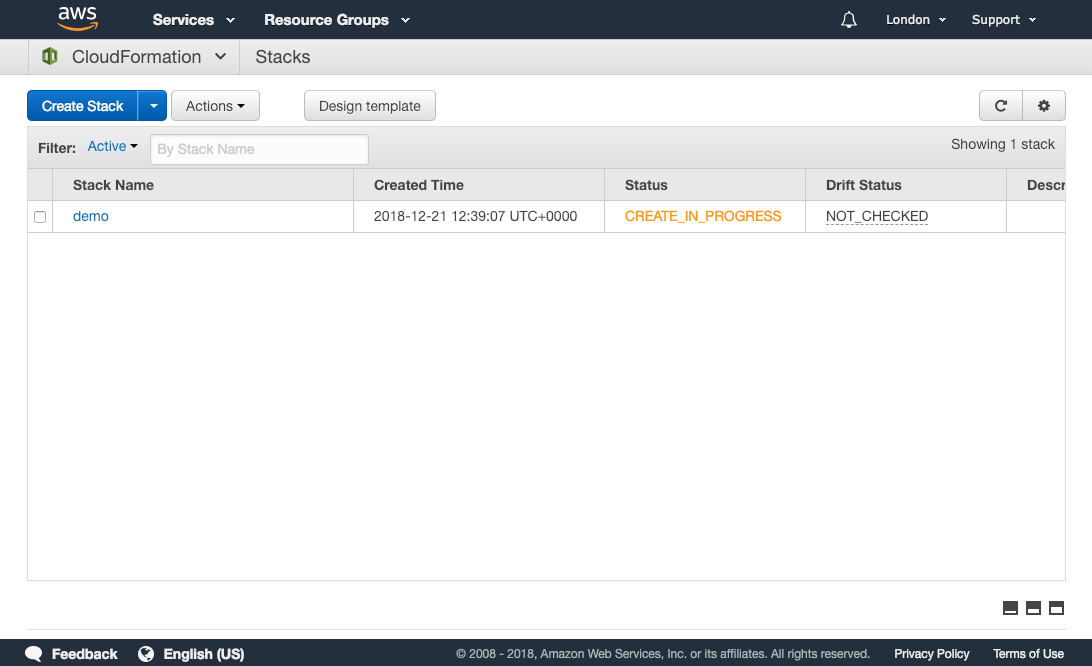 aws Services Resource Groups London Support
CloudFormation Stacks
Create Stack Actions Design template
Filter: Active By Stack Name Showing 1 stack
Stack Name Created Time Status Drift Status Descr
demo 2018-12-21 12:39:07 UTC+0000 CREATE_IN_PROGRESS NOT_CHECKED
Feedback English (US) © 2008 - 2018, Amazon Web Services, Inc. or its affiliates. All rights reserved. Privacy Policy Terms of Use